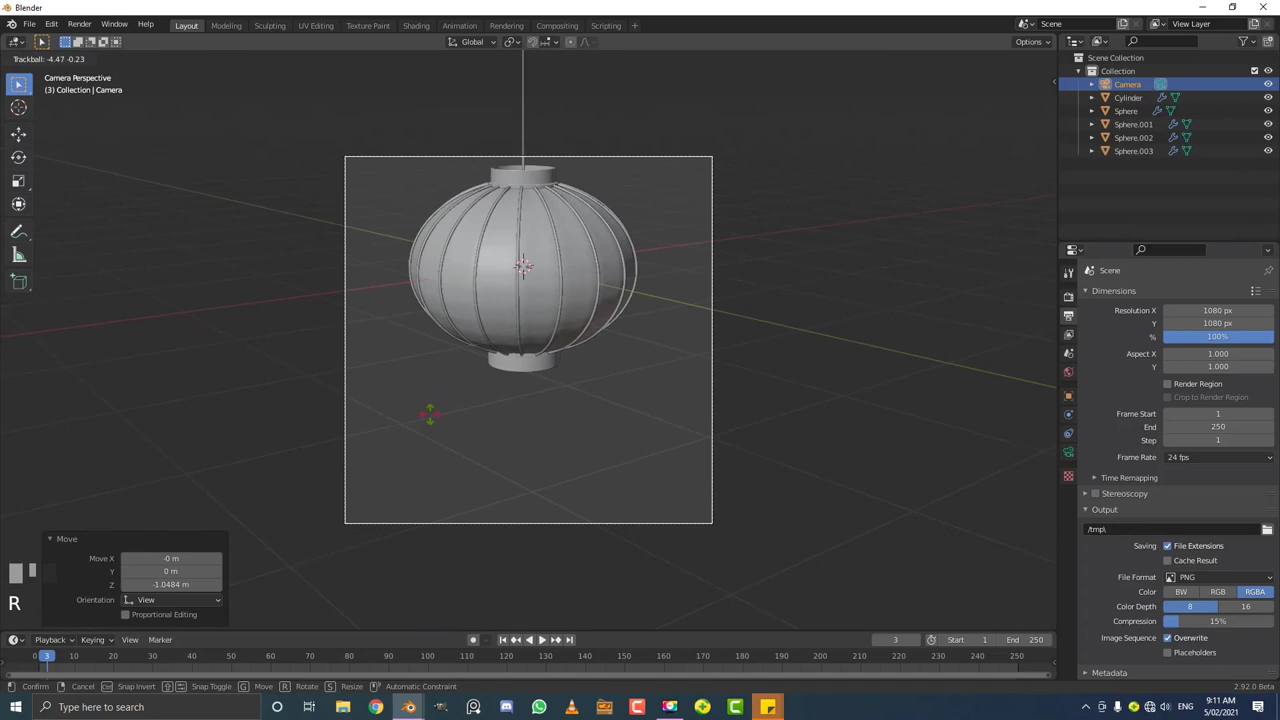 Blender
File Edit Render Window Help
Layout Modeling Sculpting UV Editing Texture Paint Shading Animation Rendering Compositing Scripting +
Scene
View Layer
Global
Options
Trackball: -4.47 -0.23
Camera Perspective
(3) Collection | Camera
Scene Collection
Collection
Camera
Cylinder
Sphere
Sphere.001
Sphere.002
Sphere.003
Scene
Dimensions
Resolution X 1080 px
Y 1080 px
% 100%
Aspect X 1.000
Y 1.000
Render Region
Crop to Render Region
Frame Start 1
End 250
Step 1
Frame Rate 24 fps
Time Remapping
Stereoscopy
Output
/tmp\
Saving File Extensions
Cache Result
File Format PNG
Color BW RGB RGBA
Color Depth 8 16
Compression 15%
Image Sequence Overwrite
Placeholders
Metadata
Move
Move X -0 m
Y 0 m
Z -1.0484 m
Orientation View
Proportional Editing
R
Playback Keying View Marker
3
Start 1
End 250
0 3 10 20 30 40 50 60 70 80 90 100 110 120 130 140 150 160 170 180 190 200 210 220 230 240 250
Confirm Cancel Snap Invert Snap Toggle G Move R Rotate S Resize Automatic Constraint
2.92.0 Beta
Type here to search
ENG
9:11 AM
5/02/2021